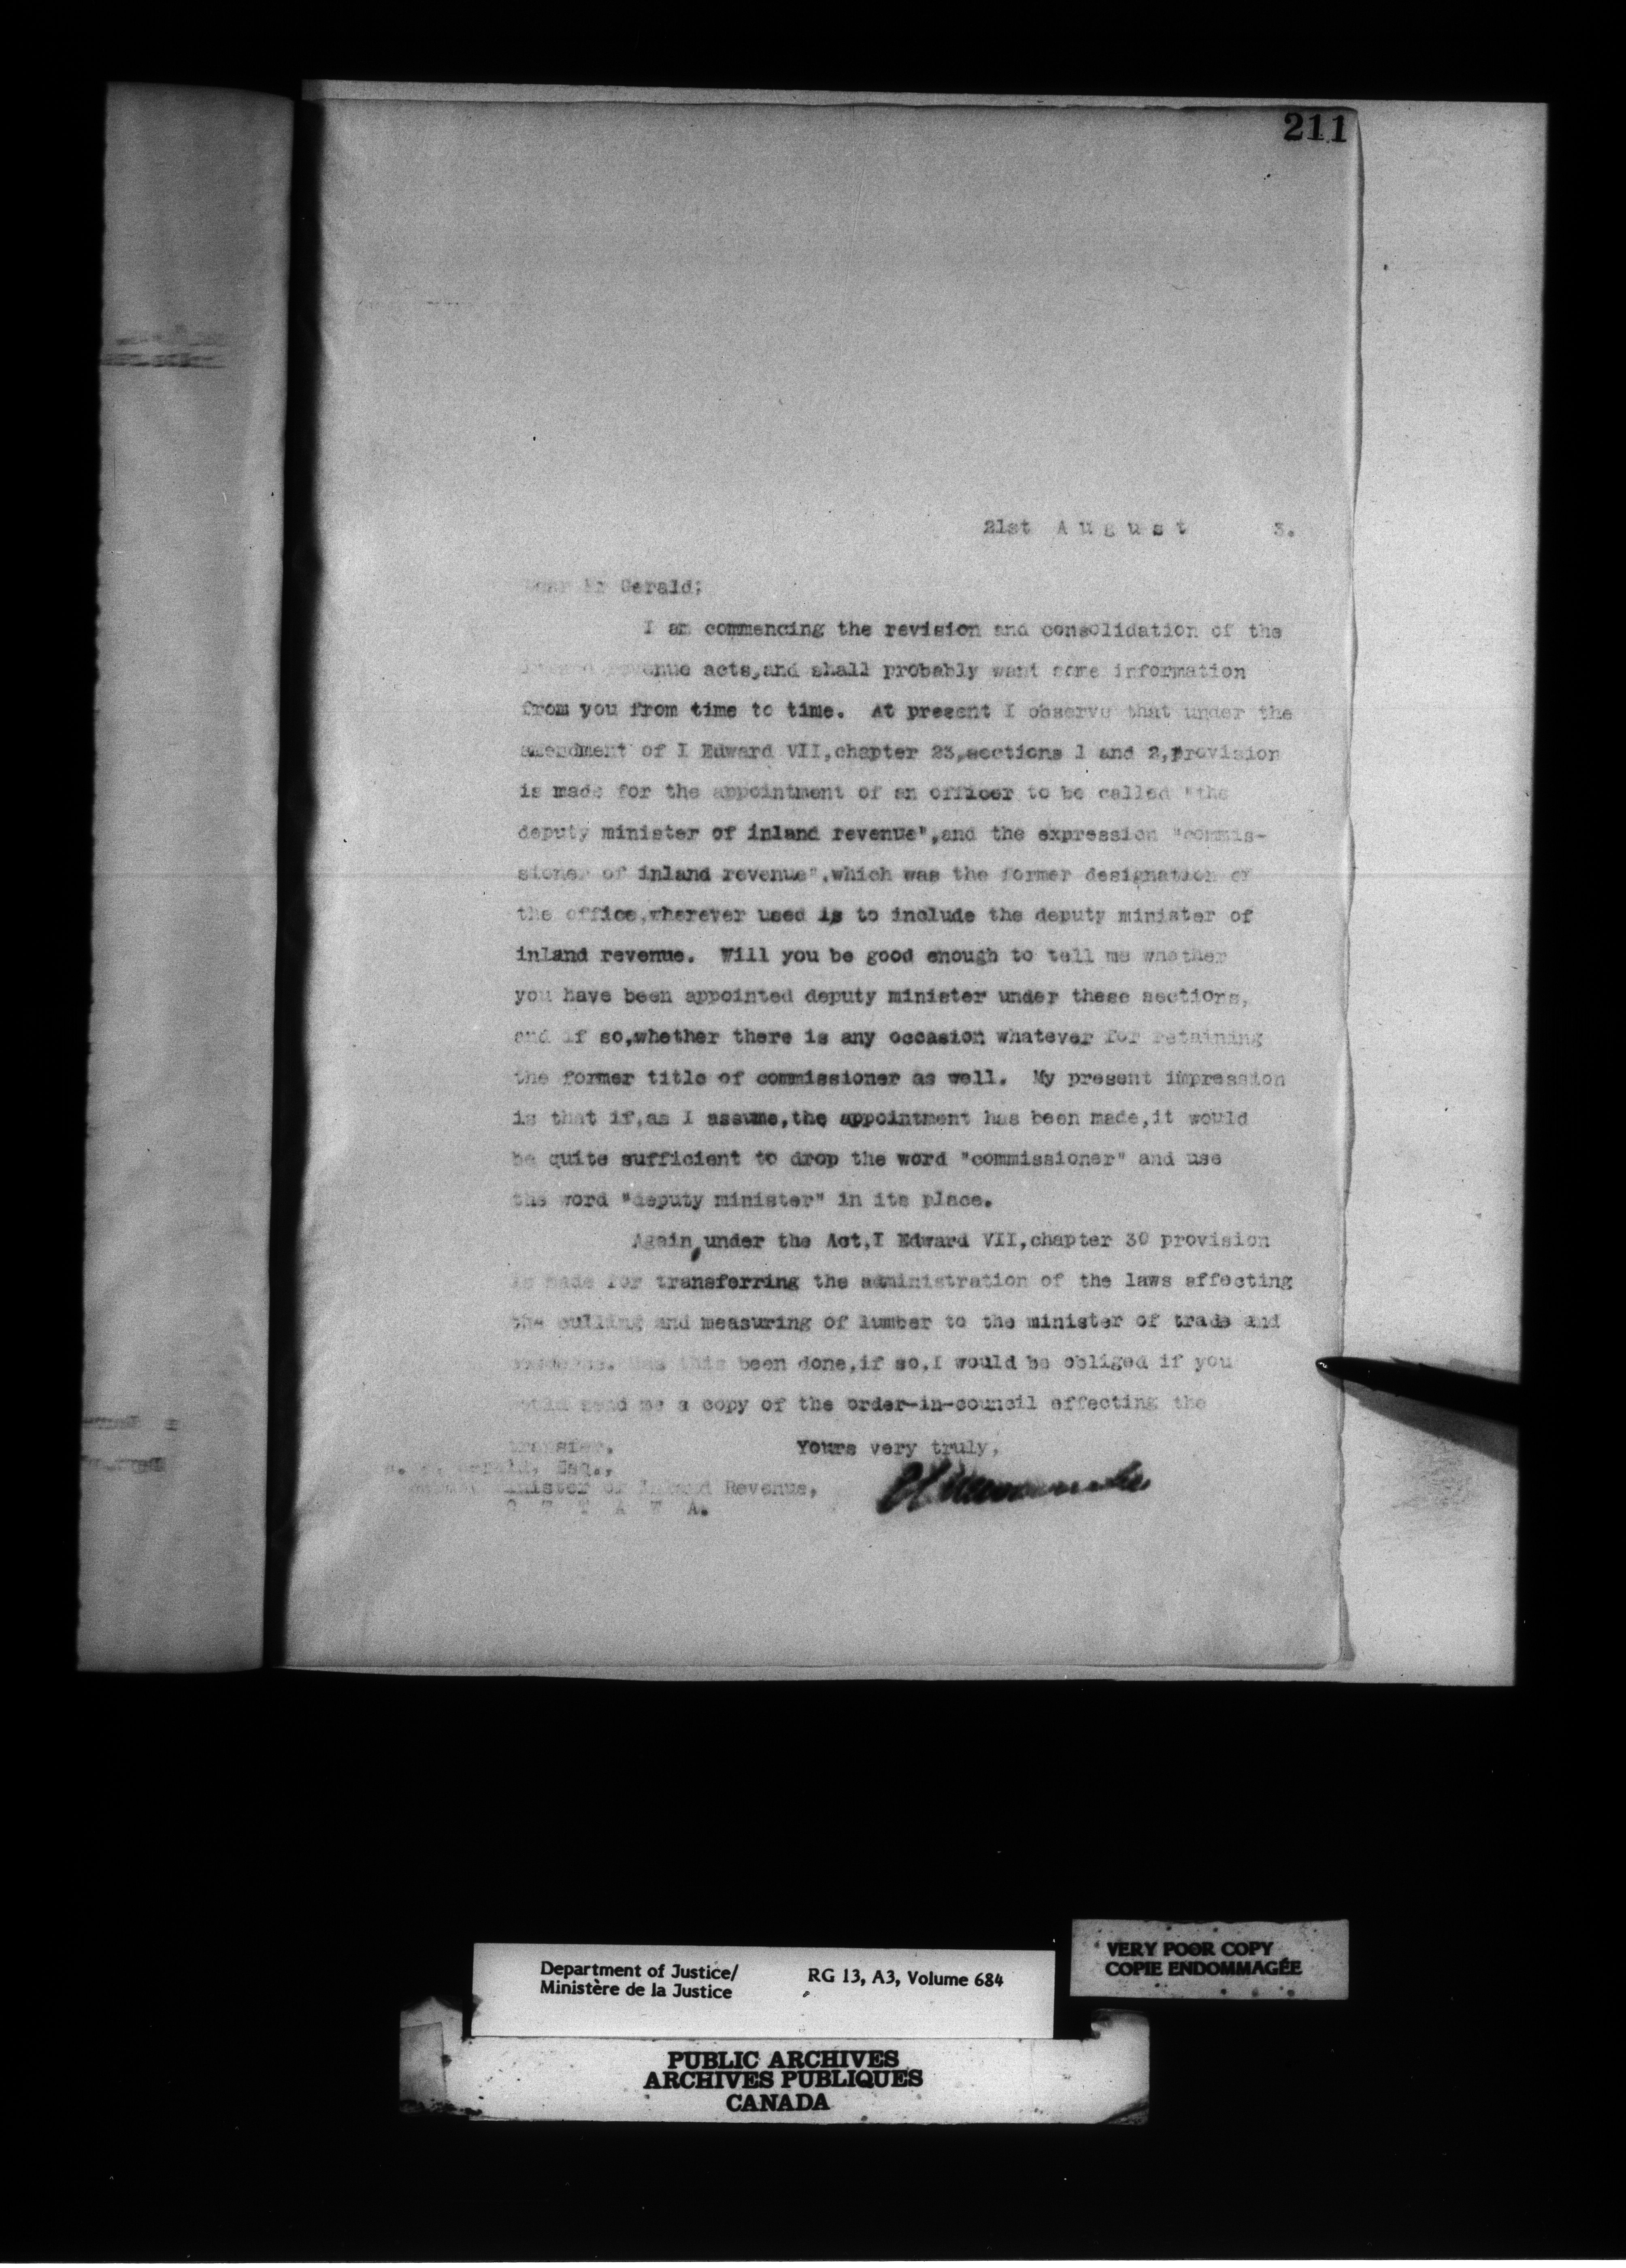 211
21st August 3.
Dear Mr Gerald;
I am commencing the revision and consolidation of the
revenue acts,and shall probably want some information
from you from time to time. At present I observe that under the
amendment of I Edward VII,chapter 23,sections 1 and 2,provision
is made for the appointment of an officer to be called "the
deputy minister of inland revenue",and the expression "commis-
sioner of inland revenue",which was the former designation of
the office,wherever used is to include the deputy minister of
inland revenue. Will you be good enough to tell me whether
you have been appointed deputy minister under these sections,
and if so,whether there is any occasion whatever for retaining
the former title of commissioner as well. My present impression
is that if,as I assume,the appointment has been made,it would
be quite sufficient to drop the word "commissioner" and use
the word "deputy minister" in its place.
Again,under the Act,I Edward VII,chapter 30 provision
is made for transferring the administration of the laws affecting
the culling and measuring of lumber to the minister of trade and
Has this been done,if so,I would be obliged if you
would send me a copy of the order-in-council effecting the
transfer. Yours very truly,
Gerald, Esq.,
Minister of Inland Revenue,
O T T A W A.
Department of Justice/ RG 13, A3, Volume 684
Ministère de la Justice
VERY POOR COPY
COPIE ENDOMMAGÉE
PUBLIC ARCHIVES
ARCHIVES PUBLIQUES
CANADA